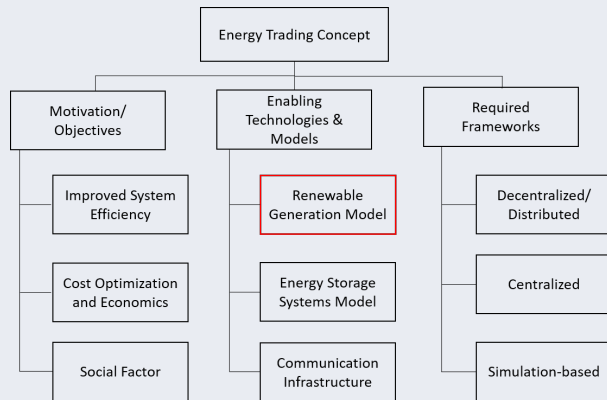 Energy Trading Concept
Motivation/
Objectives
Enabling
Technologies &
Models
Required
Frameworks
Improved System
Efficiency
Renewable
Generation Model
Decentralized/
Distributed
Cost Optimization
and Economics
Energy Storage
Systems Model
Centralized
Social Factor
Communication
Infrastructure
Simulation-based